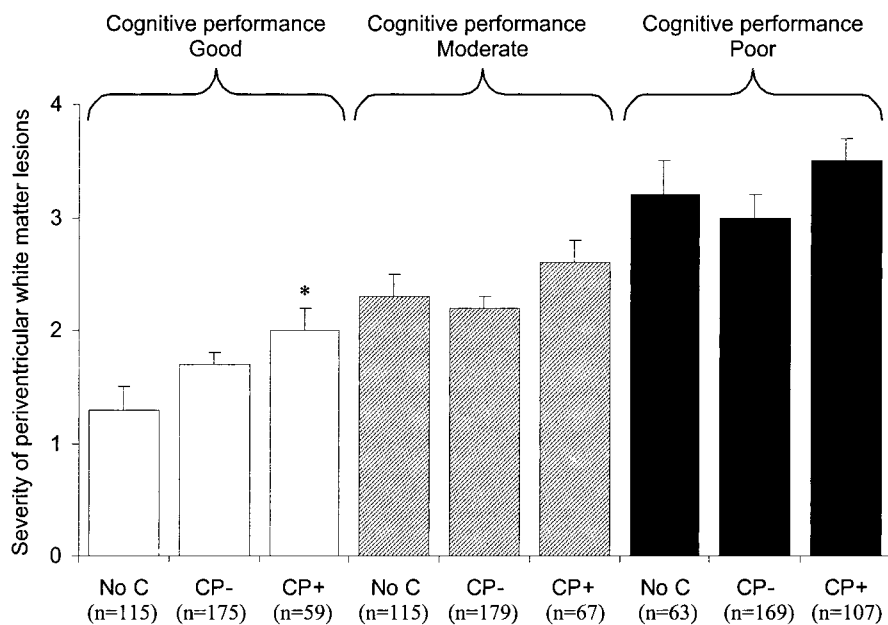 Cognitive performance Cognitive performance Cognitive performance
Good Moderate Poor
Severity of periventricular white matter lesions
4
3
2
1
0
*
No C CP- CP+ No C CP- CP+ No C CP- CP+
(n=115) (n=175) (n=59) (n=115) (n=179) (n=67) (n=63) (n=169) (n=107)